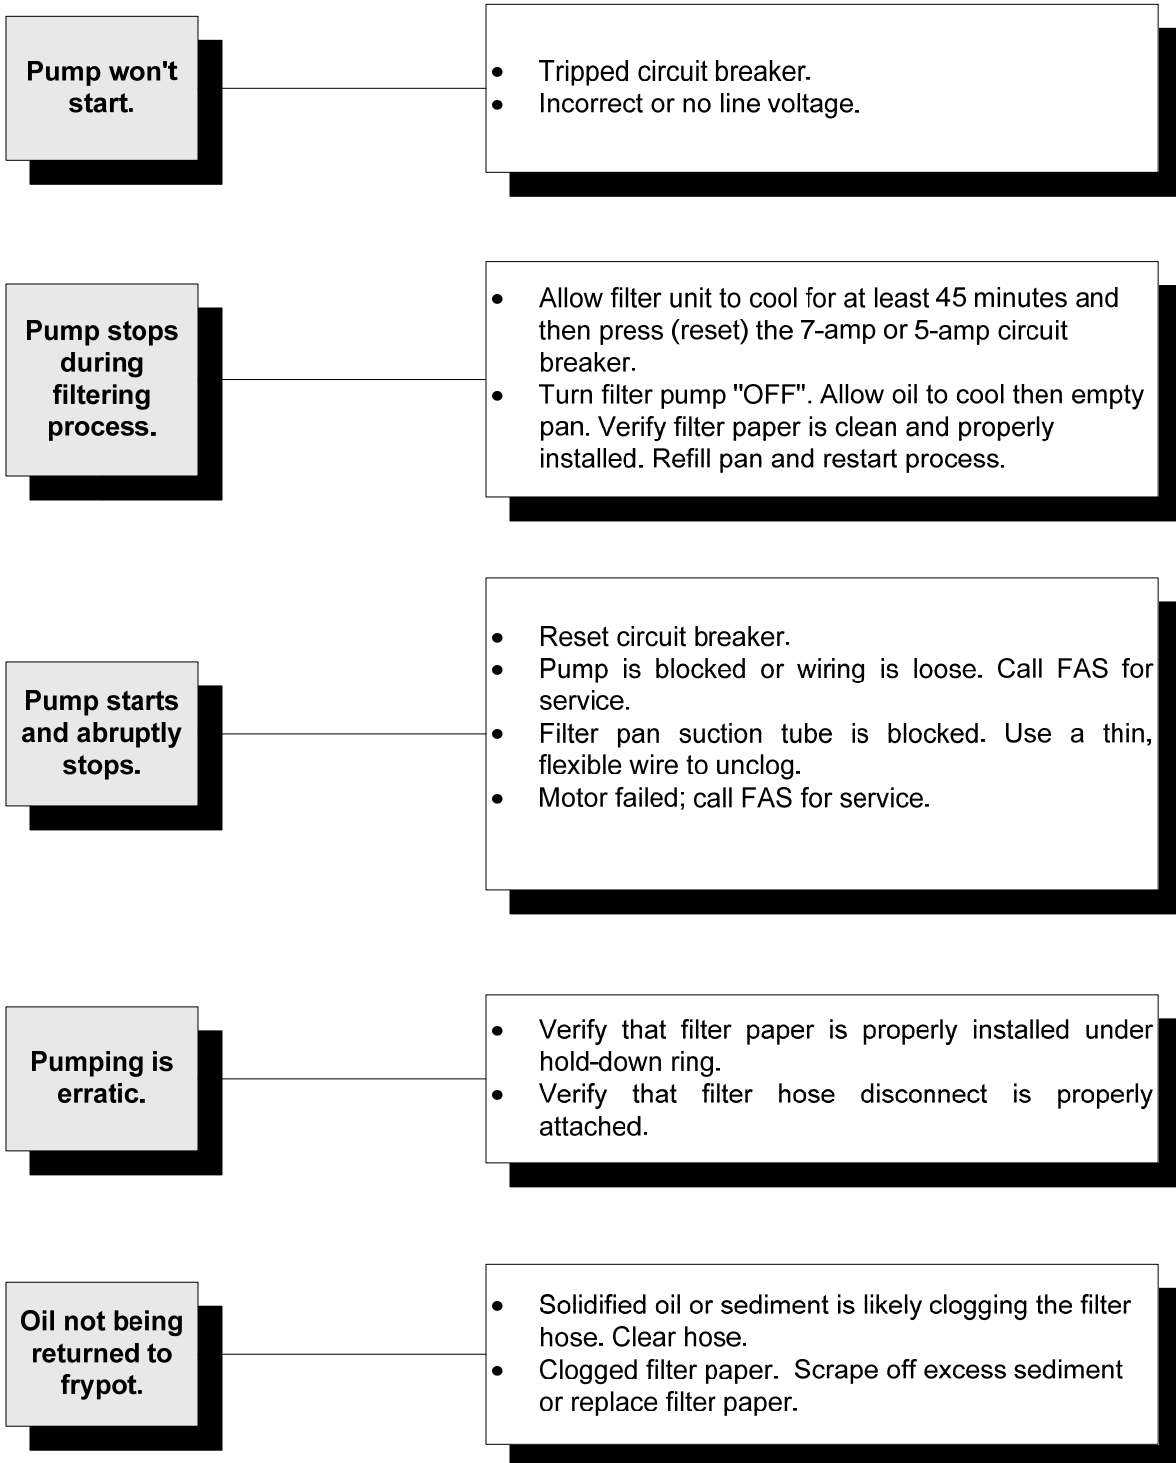 Pump won't
start.
• Tripped circuit breaker.
• Incorrect or no line voltage.
Pump stops
during
filtering
process.
• Allow filter unit to cool for at least 45 minutes and
then press (reset) the 7-amp or 5-amp circuit
breaker.
• Turn filter pump "OFF". Allow oil to cool then empty
pan. Verify filter paper is clean and properly
installed. Refill pan and restart process.
Pump starts
and abruptly
stops.
• Reset circuit breaker.
• Pump is blocked or wiring is loose. Call FAS for
service.
• Filter pan suction tube is blocked. Use a thin,
flexible wire to unclog.
• Motor failed; call FAS for service.
Pumping is
erratic.
• Verify that filter paper is properly installed under
hold-down ring.
• Verify that filter hose disconnect is properly
attached.
Oil not being
returned to
frypot.
• Solidified oil or sediment is likely clogging the filter
hose. Clear hose.
• Clogged filter paper. Scrape off excess sediment
or replace filter paper.